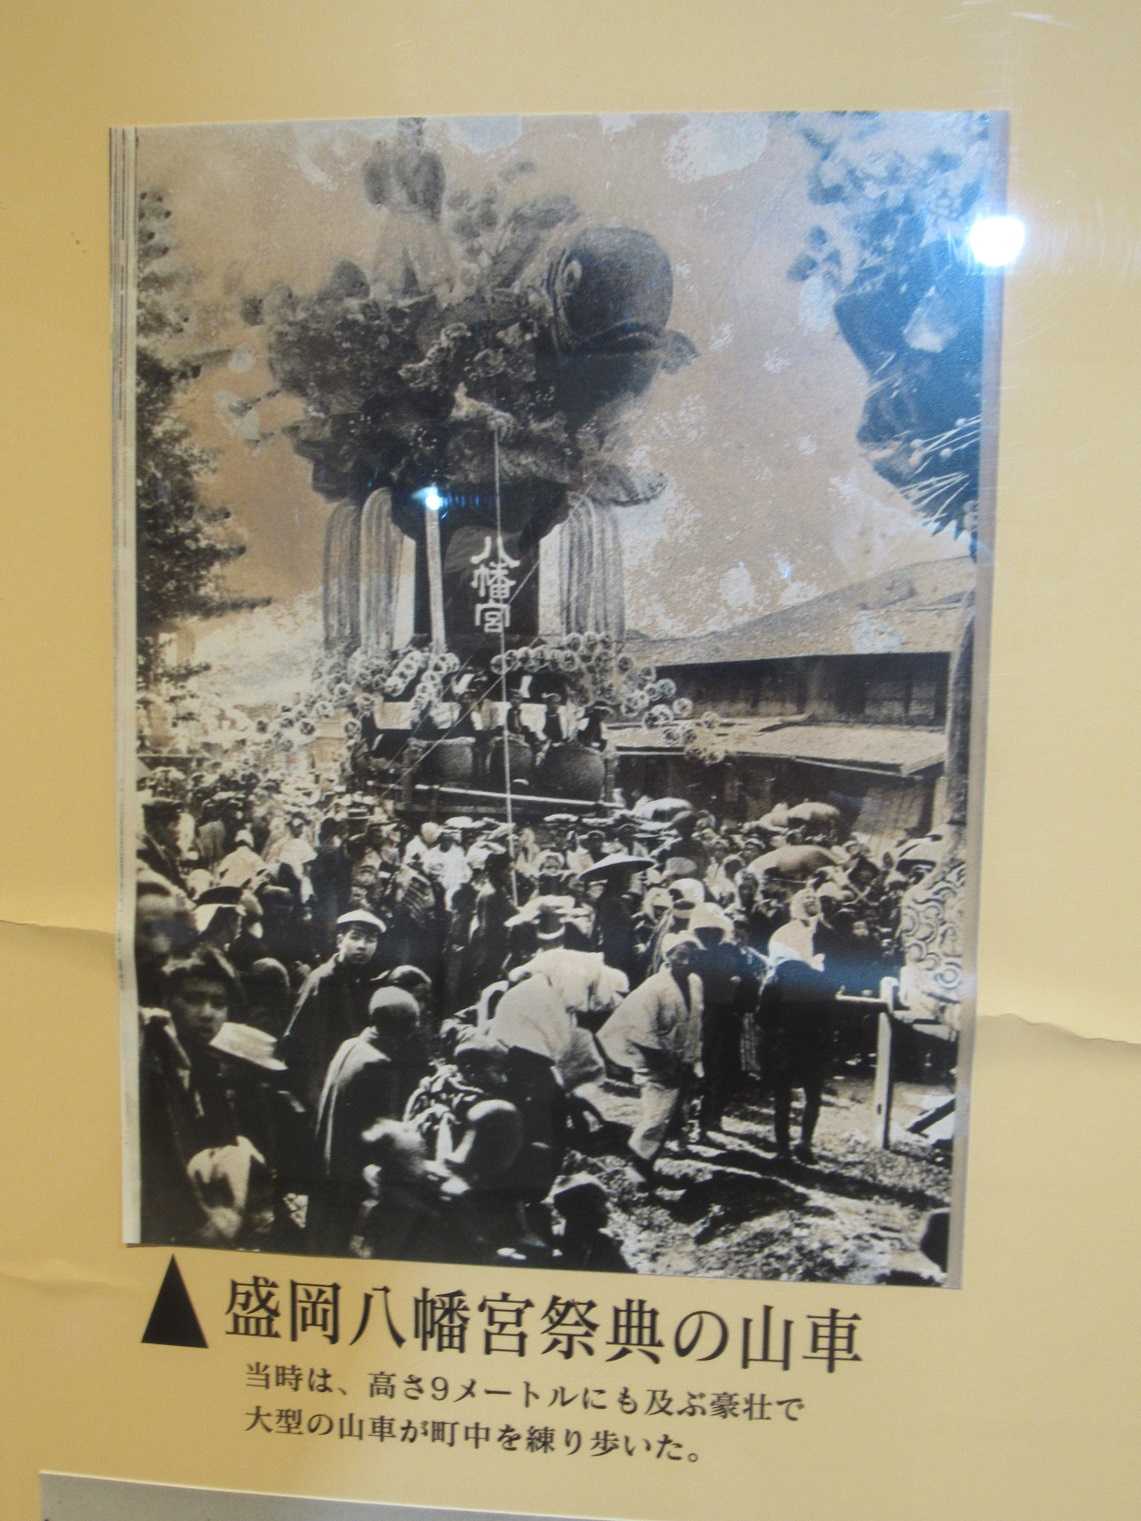 八幡宮
盛岡八幡宮祭典の山車
当時は、高さ9メートルにも及ぶ豪壮で
大型の山車が町中を練り歩いた。